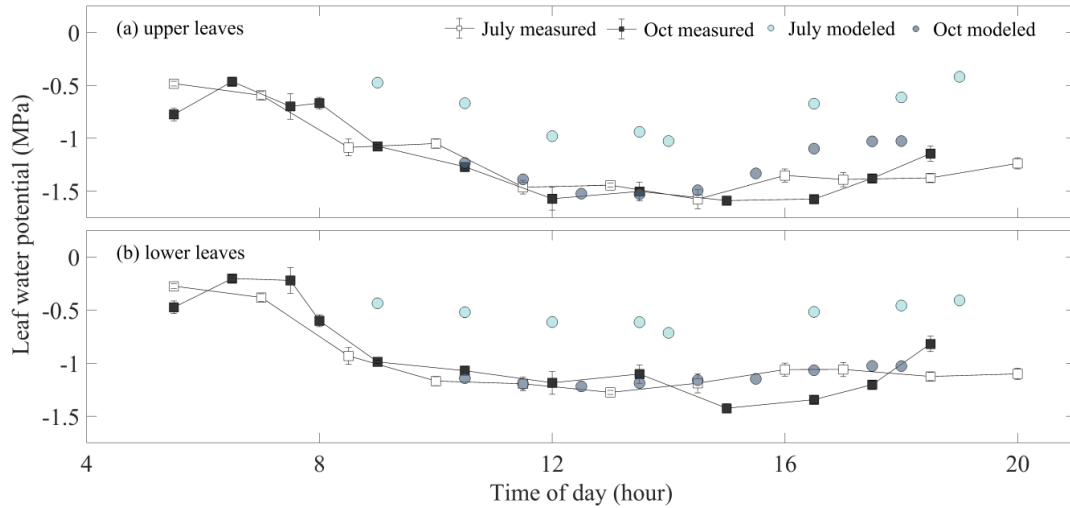 (a) upper leaves
July measured Oct measured July modeled Oct modeled
0
-0.5
-1
-1.5
Leaf water potential (MPa)
(b) lower leaves
0
-0.5
-1
-1.5
4 8 12 16 20
Time of day (hour)